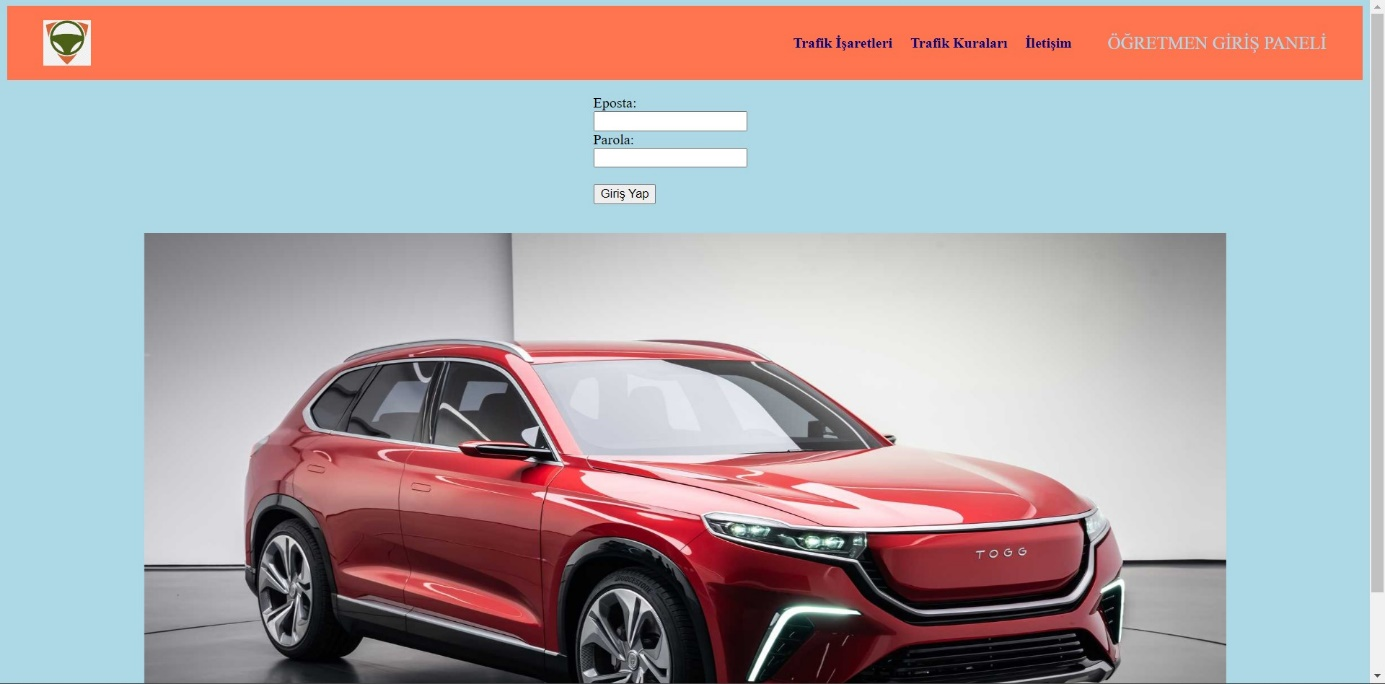 Trafik İşaretleri Trafik Kuraları İletişim ÖĞRETMEN GİRİŞ PANELİ
Eposta:
Parola:
Giriş Yap
TOGG